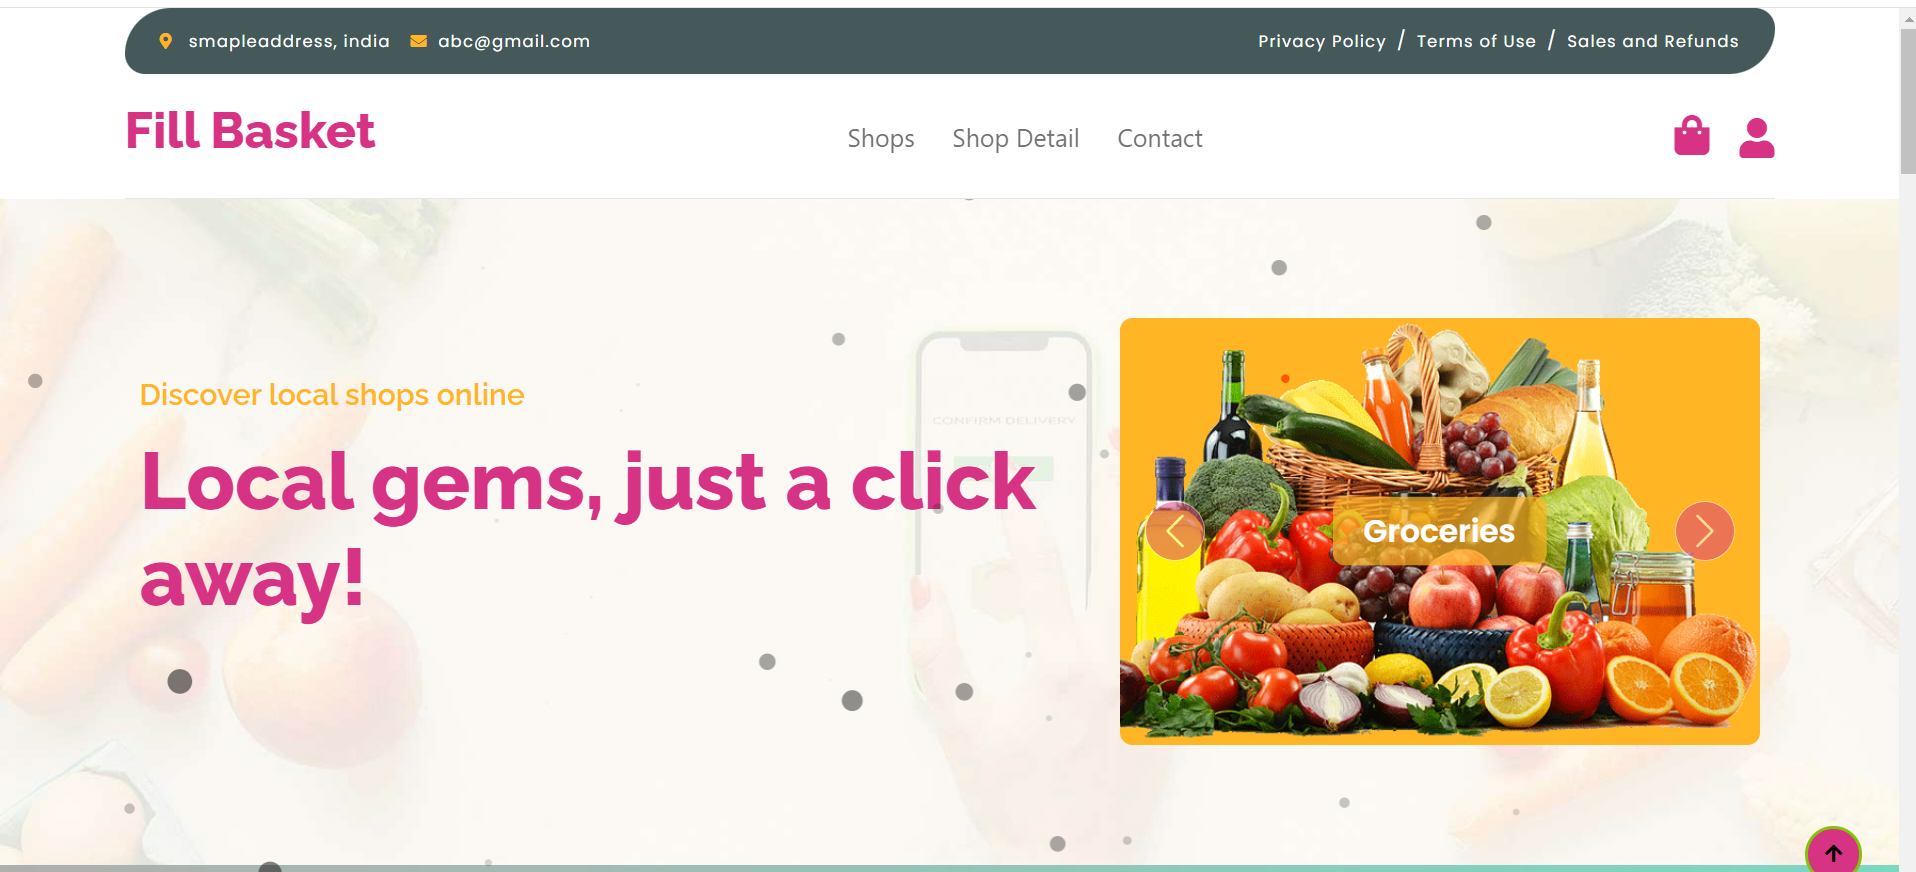 smapleaddress, india abc@gmail.com Privacy Policy / Terms of Use / Sales and Refunds
Fill Basket
Shops Shop Detail Contact
Discover local shops online
Local gems, just a click
away!
CONFIRM DELIVERY
Groceries